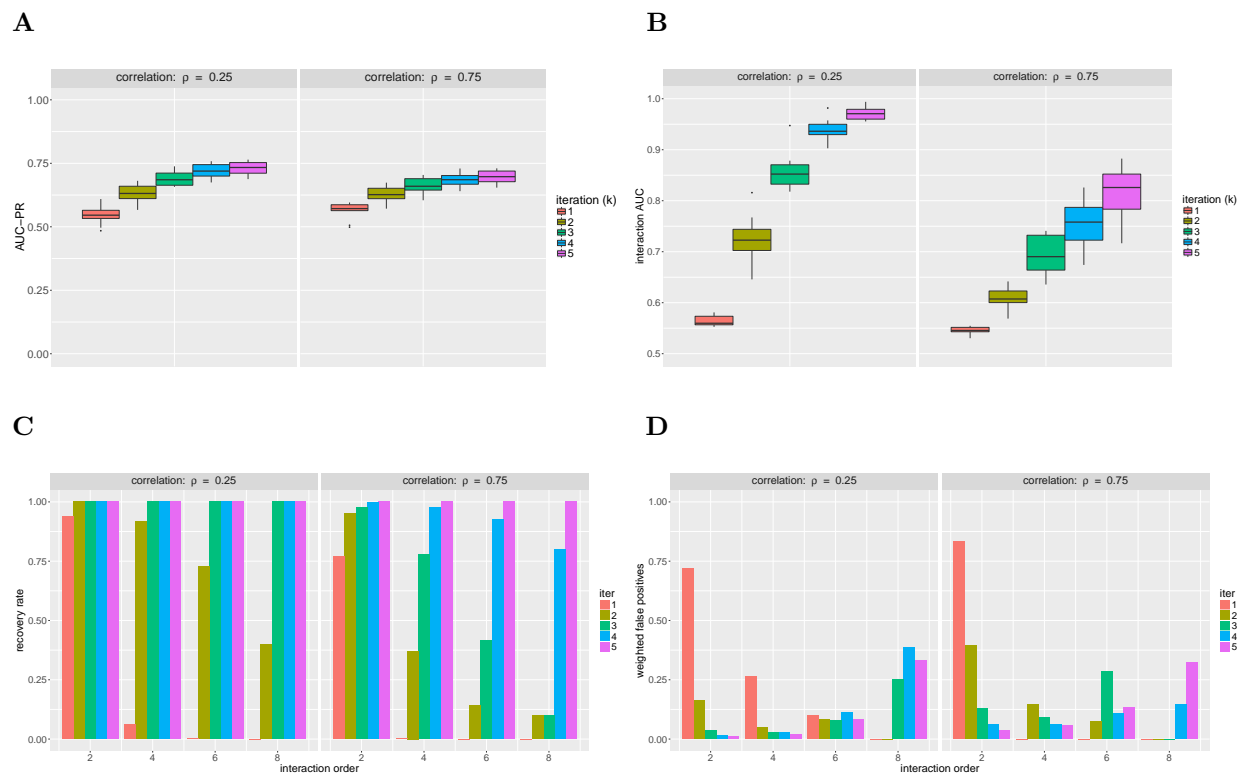 A
correlation: ρ = 0.25
correlation: ρ = 0.75
AUC−PR
1.00
0.75
0.50
0.25
0.00
iteration (k)
1
2
3
4
5
B
correlation: ρ = 0.25
correlation: ρ = 0.75
interaction AUC
1.0
0.9
0.8
0.7
0.6
0.5
iteration (k)
1
2
3
4
5
C
correlation: ρ = 0.25
correlation: ρ = 0.75
recovery rate
1.00
0.75
0.50
0.25
0.00
2 4 6 8 2 4 6 8
interaction order
iter
1
2
3
4
5
D
correlation: ρ = 0.25
correlation: ρ = 0.75
weighted false positives
1.00
0.75
0.50
0.25
0.00
2 4 6 8 2 4 6 8
interaction order
iter
1
2
3
4
5